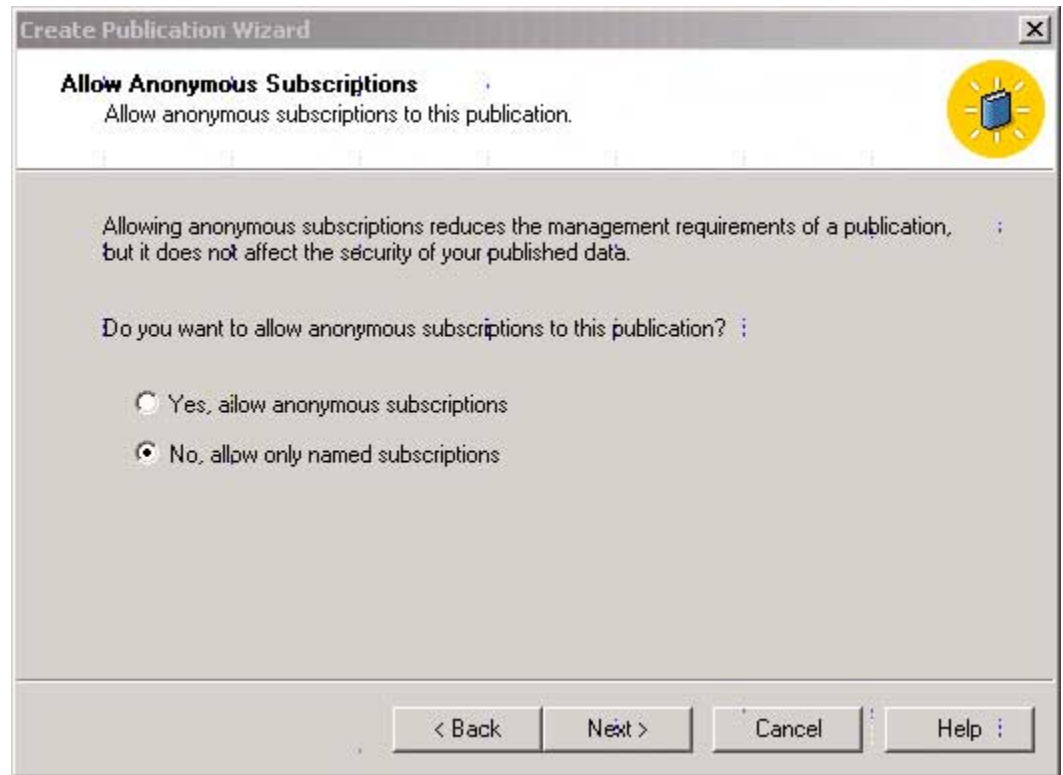 Create Publication Wizard
Allow Anonymous Subscriptions
Allow anonymous subscriptions to this publication.
Allowing anonymous subscriptions reduces the management requirements of a publication,
but it does not affect the security of your published data.
Do you want to allow anonymous subscriptions to this publication?
Yes, allow anonymous subscriptions
No, allow only named subscriptions
< Back
Next >
Cancel
Help